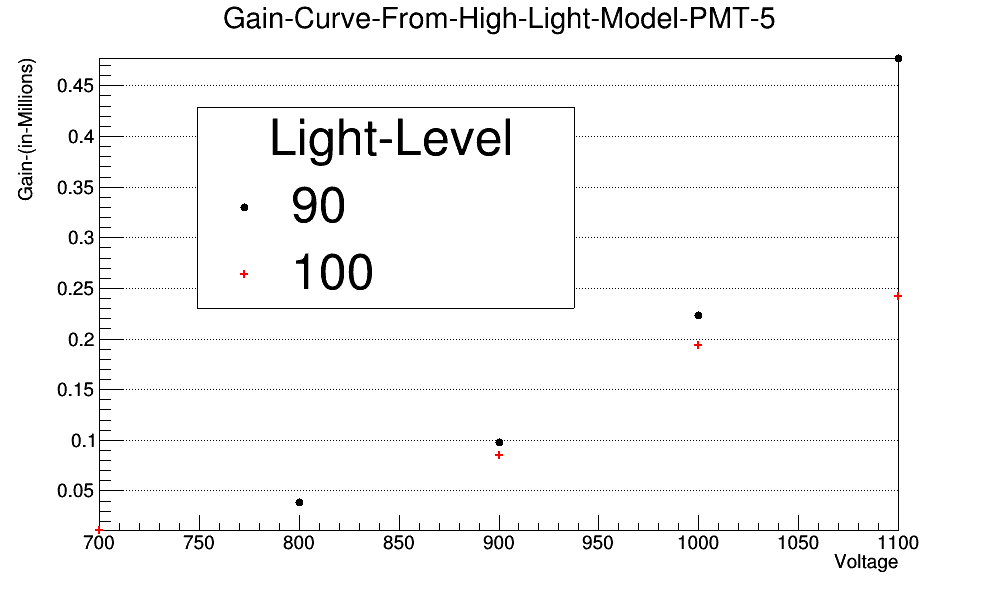 Gain-Curve-From-High-Light-Model-PMT-5
Gain-(in-Millions)
0.45
0.4
0.35
0.3
0.25
0.2
0.15
0.1
0.05
Light-Level
90
100
700 750 800 850 900 950 1000 1050 1100
Voltage